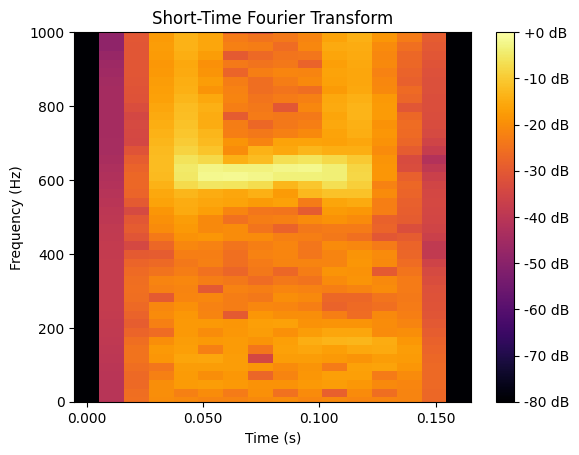 Short-Time Fourier Transform
1000
800
600
400
200
0
Frequency (Hz)
0.000
0.050
0.100
0.150
Time (s)
+0 dB
-10 dB
-20 dB
-30 dB
-40 dB
-50 dB
-60 dB
-70 dB
-80 dB